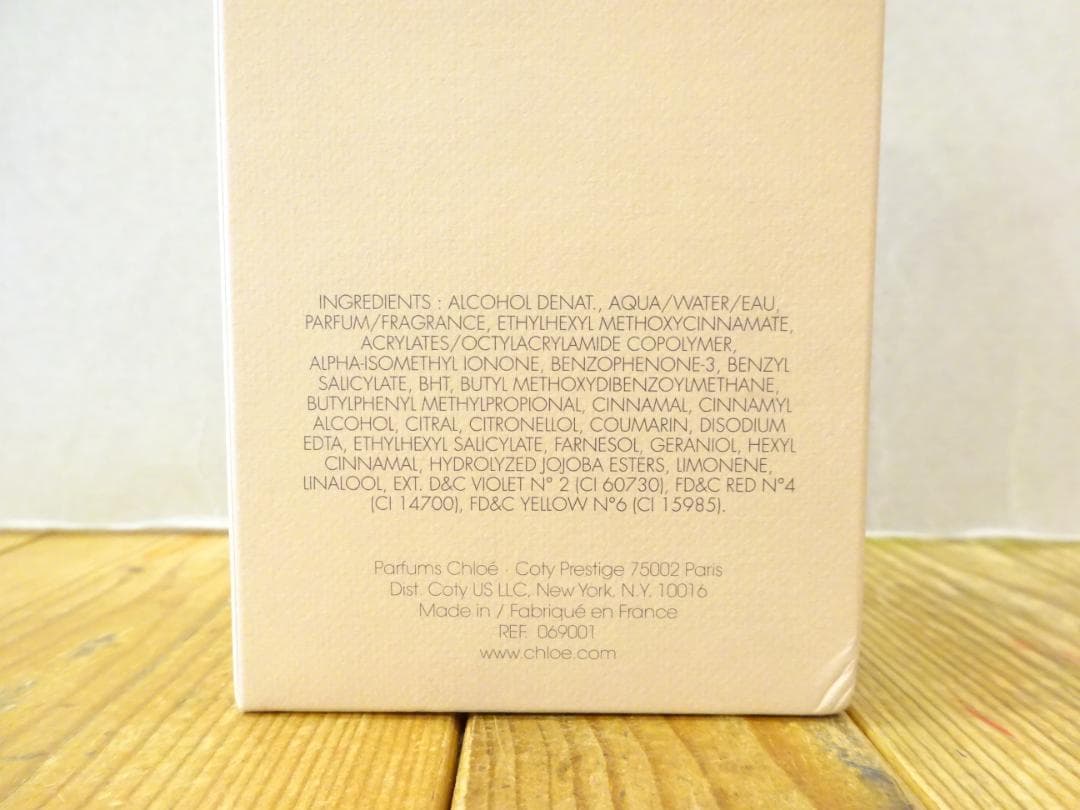 INGREDIENTS : ALCOHOL DENAT., AQUA/WATER/EAU,
PARFUM/FRAGRANCE, ETHYLHEXYL METHOXYCINNAMATE,
ACRYLATES/OCTYLACRYLAMIDE COPOLYMER,
ALPHA-ISOMETHYL IONONE, BENZOPHENONE-3, BENZYL
SALICYLATE, BHT, BUTYL METHOXYDIBENZOYLMETHANE,
BUTYLPHENYL METHYLPROPIONAL, CINNAMAL, CINNAMYL
ALCOHOL, CITRAL, CITRONELLOL, COUMARIN, DISODIUM
EDTA, ETHYLHEXYL SALICYLATE, FARNESOL, GERANIOL, HEXYL
CINNAMAL, HYDROLYZED JOJOBA ESTERS, LIMONENE,
LINALOOL, EXT. D&C VIOLET N° 2 (CI 60730), FD&C RED N°4
(CI 14700), FD&C YELLOW N°6 (CI 15985).
Parfums Chloé · Coty Prestige 75002 Paris
Dist. Coty US LLC, New York, N.Y. 10016
Made in / Fabriqué en France
REF. 069001
www.chloe.com